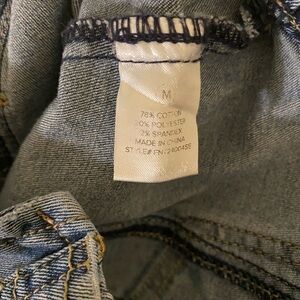 M
78% COTTON
20% POLYESTER
2% SPANDEX
MADE IN CHINA